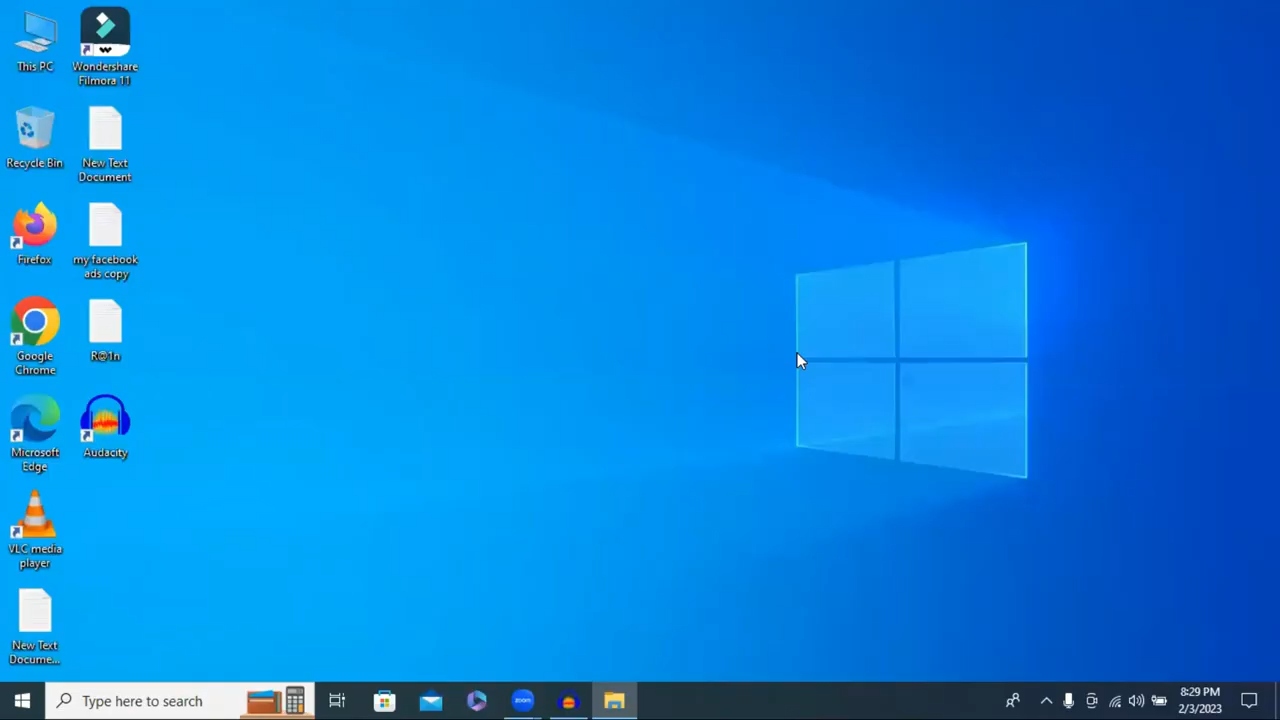 This PC
Wondershare
Filmora 11
Recycle Bin
New Text
Document
Firefox
my facebook
ads copy
Google
Chrome
R@1n
Microsoft
Edge
Audacity
VLC media
player
New Text
Docume...
Type here to search
zoom
8:29 PM
2/3/2023